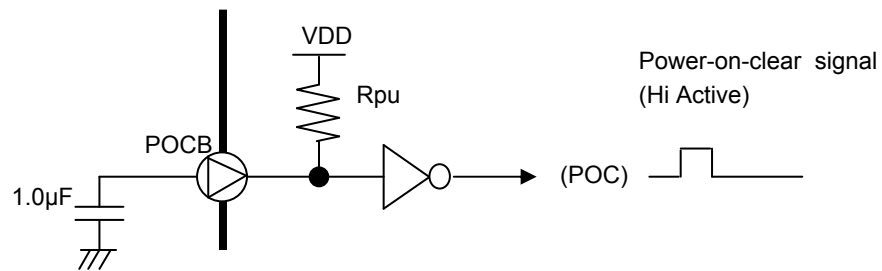 VDD
Power-on-clear signal
(Hi Active)
Rpu
POCB
(POC)
1.0µF